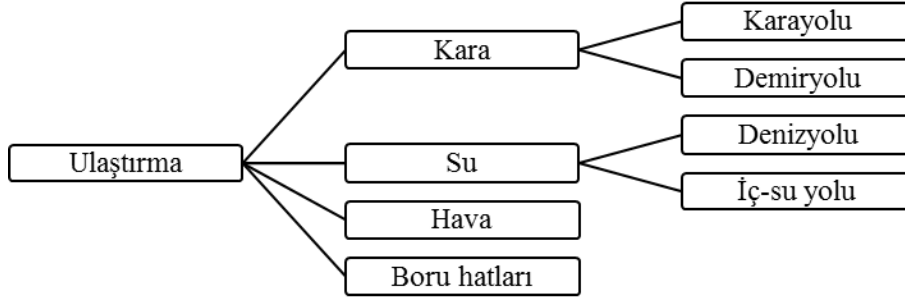 Ulaştırma
Kara
Karayolu
Demiryolu
Su
Denizyolu
İç-su yolu
Hava
Boru hatları